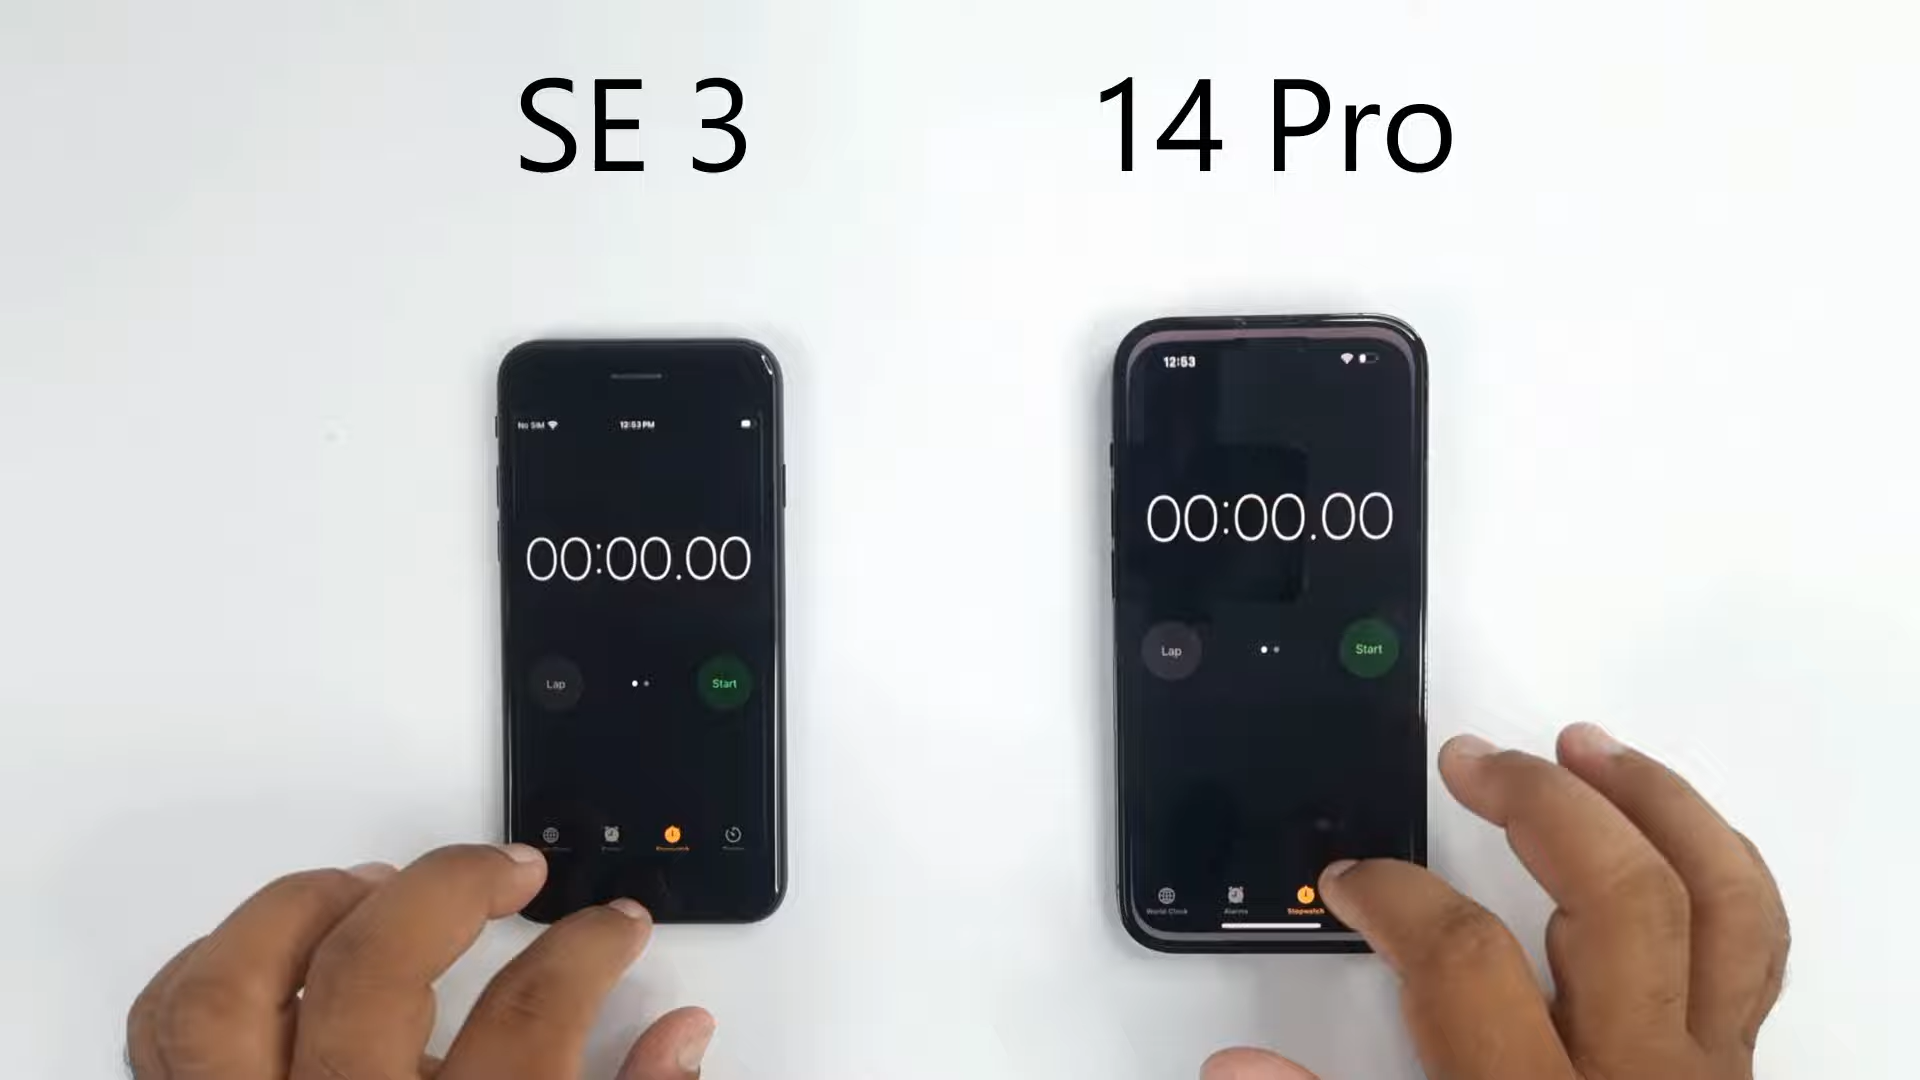 SE 3
14 Pro
No SIM
12:53 PM
00:00.00
Lap
Start
Stopwatch
12:53
00:00.00
Lap
Start
World Clock
Alarms
Stopwatch